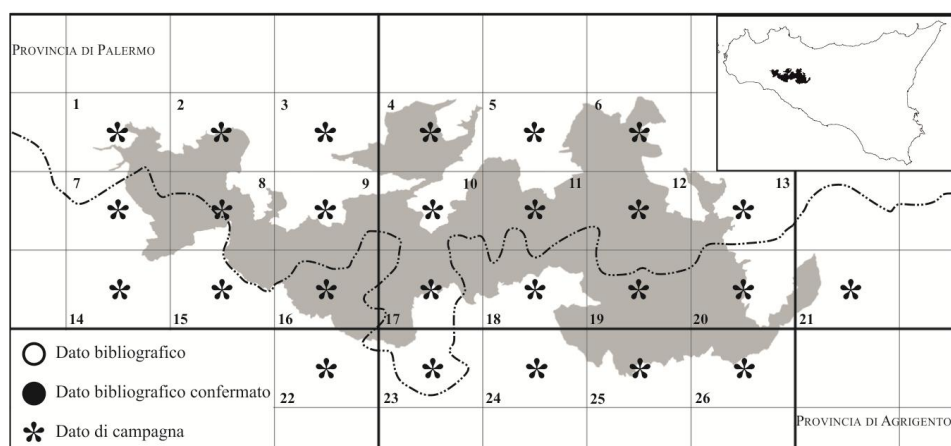 PROVINCIA DI PALERMO
1 2 3 4 5 6
7 8 9 10 11 12 13
14 15 16 17 18 19 20 21
Dato bibliografico
Dato bibliografico confermato
Dato di campagna
22 23 24 25 26
PROVINCIA DI AGRIGENTO